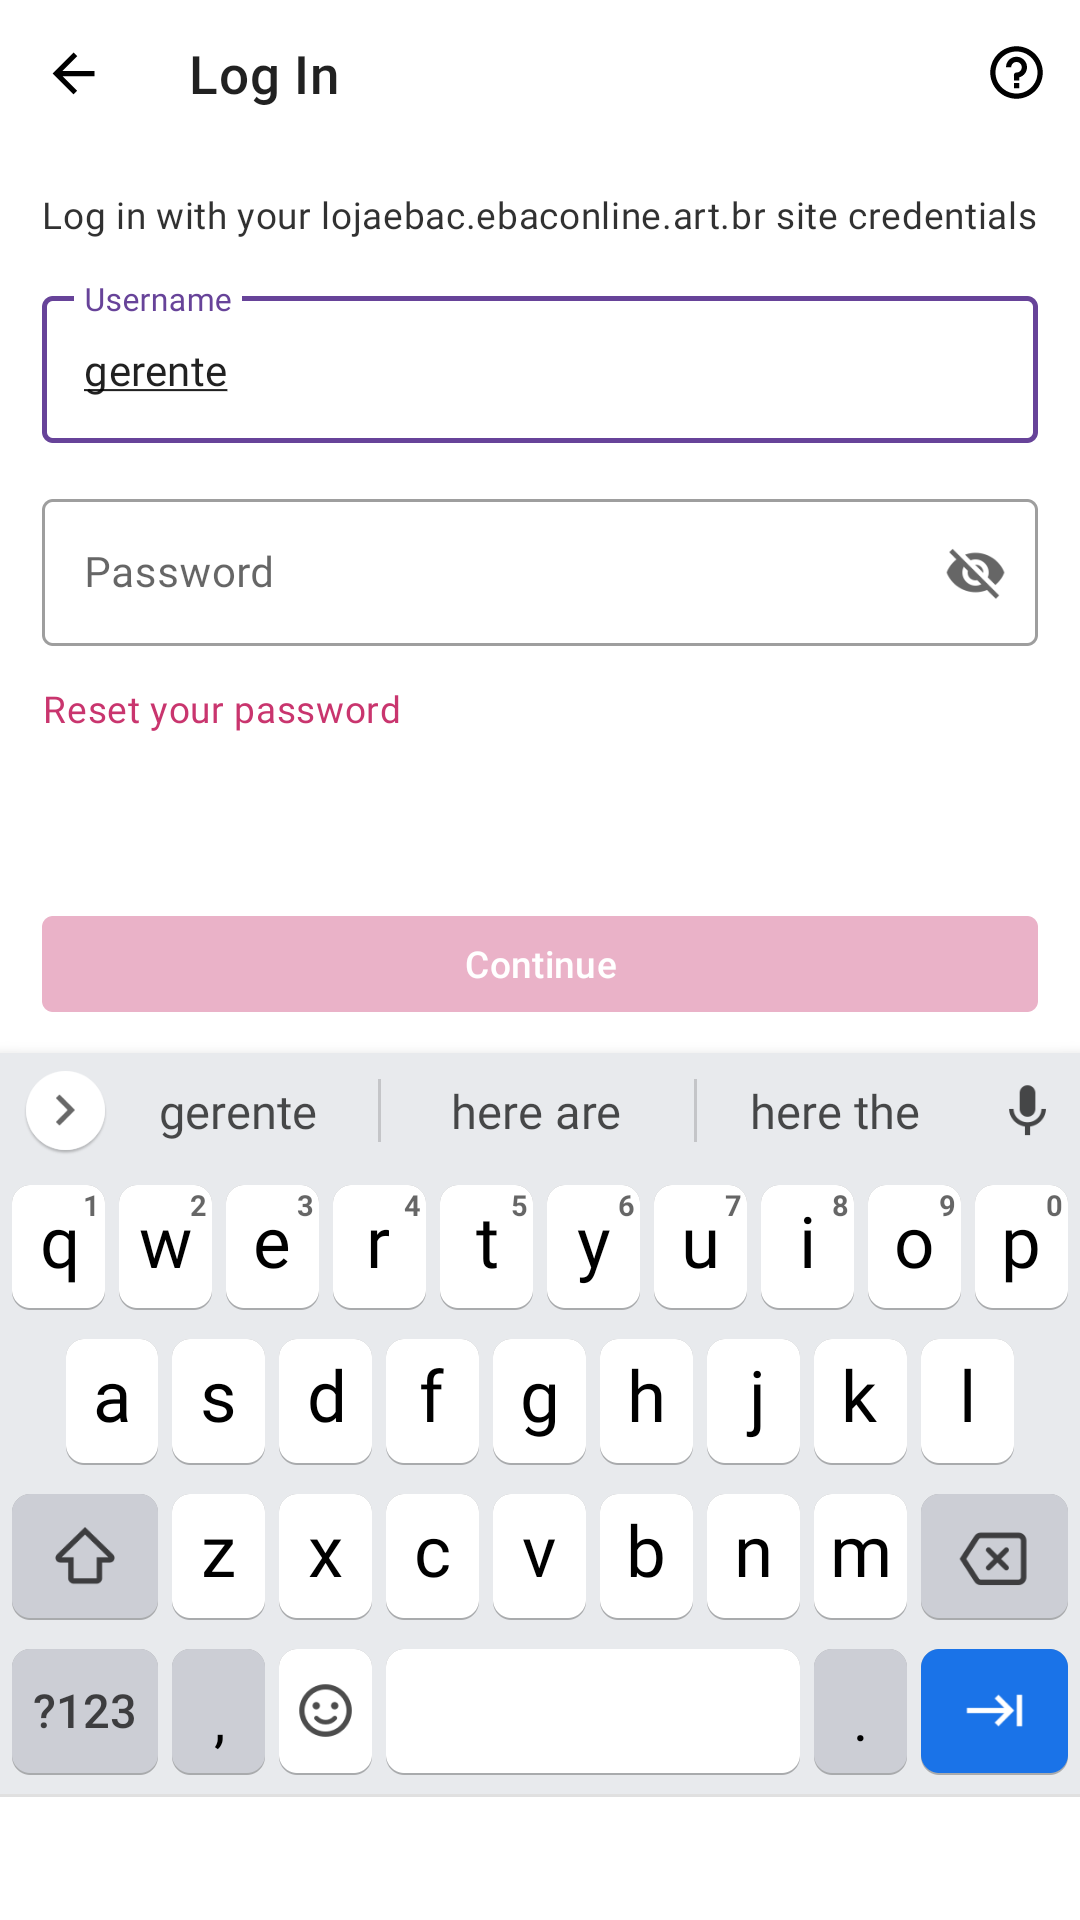 Log In
Log in with your lojaebac.ebaconline.art.br site credentials
Username
gerente
Password
Reset your password
Continue
gerente here are here the
1 2 3 4 5 6 7 8 9 0
q w e r t y u i o p
a s d f g h j k l
z x c v b n m
?123 , .